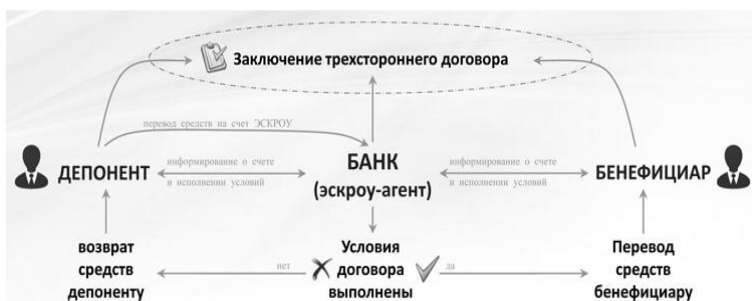 Заключение трехстороннего договора
перевод средств на счет ЭСКРОУ
ДЕПОНЕНТ
информирование о счете
и исполнении условий
БАНК
(эскроу-агент)
информирование о счете
и исполнении условий
БЕНЕФИЦИАР
возврат
средств
депоненту
нет
Условия
договора
выполнены
да
Перевод
средств
бенефициару